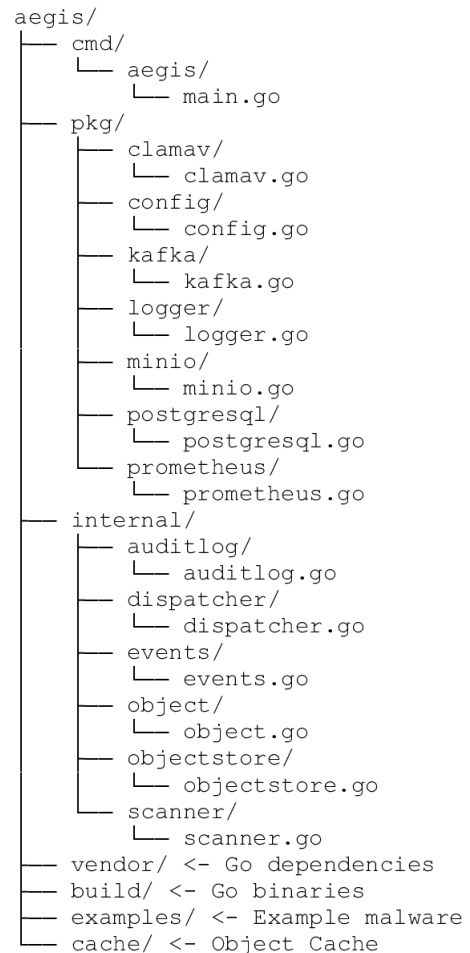 aegis/
├── cmd/
│   └── aegis/
│       └── main.go
├── pkg/
│   ├── clamav/
│   │   └── clamav.go
│   ├── config/
│   │   └── config.go
│   ├── kafka/
│   │   └── kafka.go
│   ├── logger/
│   │   └── logger.go
│   ├── minio/
│   │   └── minio.go
│   ├── postgresql/
│   │   └── postgresql.go
│   └── prometheus/
│       └── prometheus.go
├── internal/
│   ├── auditlog/
│   │   └── auditlog.go
│   ├── dispatcher/
│   │   └── dispatcher.go
│   ├── events/
│   │   └── events.go
│   ├── object/
│   │   └── object.go
│   ├── objectstore/
│   │   └── objectstore.go
│   └── scanner/
│       └── scanner.go
├── vendor/ <- Go dependencies
├── build/ <- Go binaries
├── examples/ <- Example malware
└── cache/ <- Object Cache